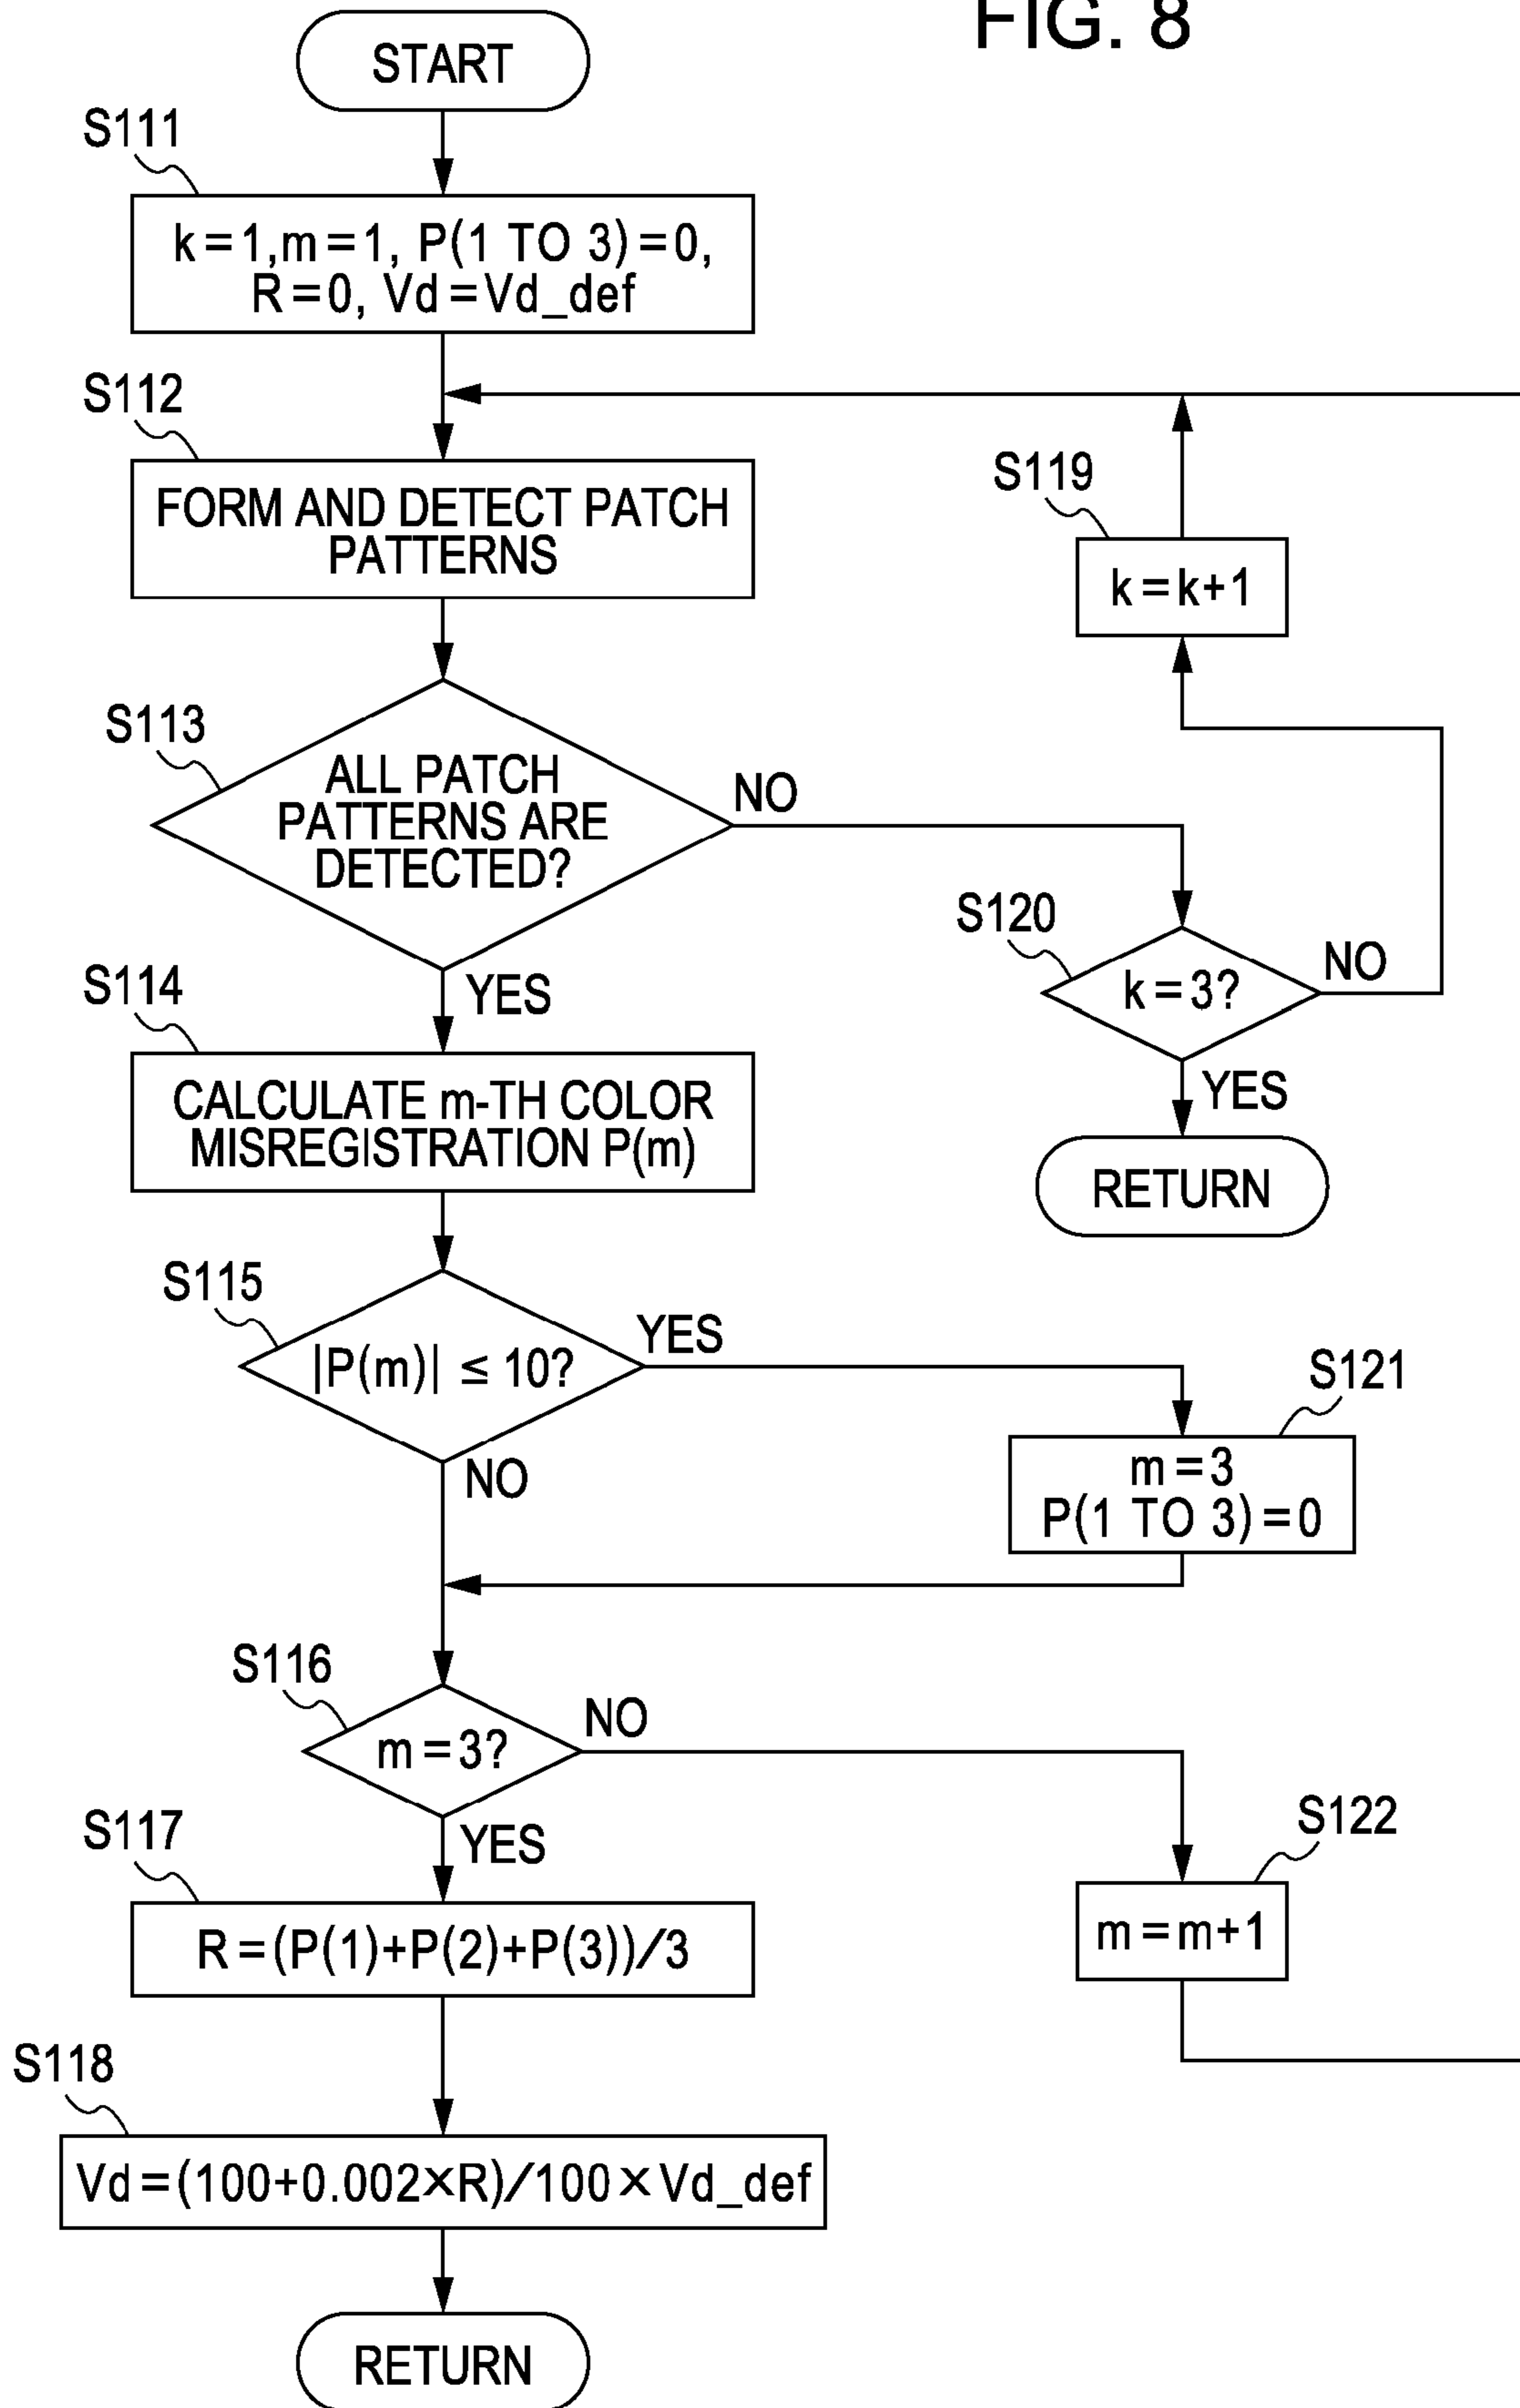 FIG. 8
START
S111
k=1,m=1, P(1 TO 3)=0,
R=0, Vd=Vd_def
S112
FORM AND DETECT PATCH
PATTERNS
S119
k=k+1
S113
ALL PATCH
PATTERNS ARE
DETECTED?
NO
S120
k=3?
NO
YES
RETURN
YES
S114
CALCULATE m-TH COLOR
MISREGISTRATION P(m)
S115
|P(m)| ≤ 10?
YES
S121
m=3
P(1 TO 3)=0
NO
S116
m=3?
NO
S122
m=m+1
YES
S117
R=(P(1)+P(2)+P(3))/3
S118
Vd=(100+0.002×R)/100×Vd_def
RETURN